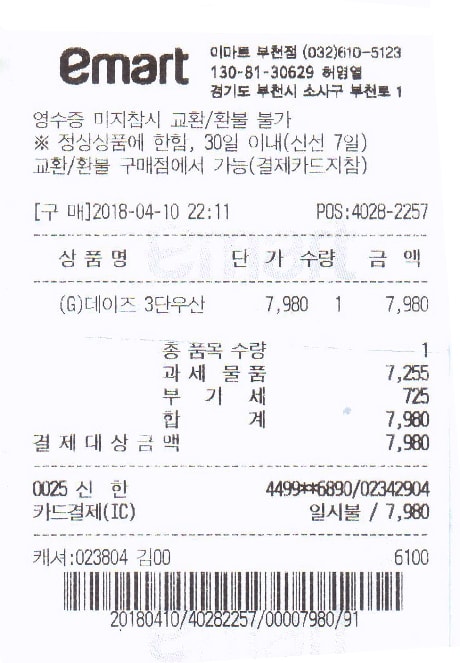 emart
이마트 부천점 (032)610-5123
130-81-30629 허영열
경기도 부천시 소사구 부천로 1
영수증 미지참시 교환/환불 불가
※ 정상상품에 한함, 30일 이내(신선 7일)
교환/환불 구매점에서 가능(결제카드지참)
[구 매]2018-04-10 22:11 POS:4028-2257
상 품 명 단 가 수량 금 액
(G)데이즈 3단우산 7,980 1 7,980
총 품목 수량 1
과 세 물 품 7,255
부 가 세 725
합 계 7,980
결 제 대 상 금 액 7,980
0025 신 한 4499**6890/02342904
카드결제(IC) 일시불 / 7,980
캐셔:023804 김00 6100
20180410/40282257/00007980/91